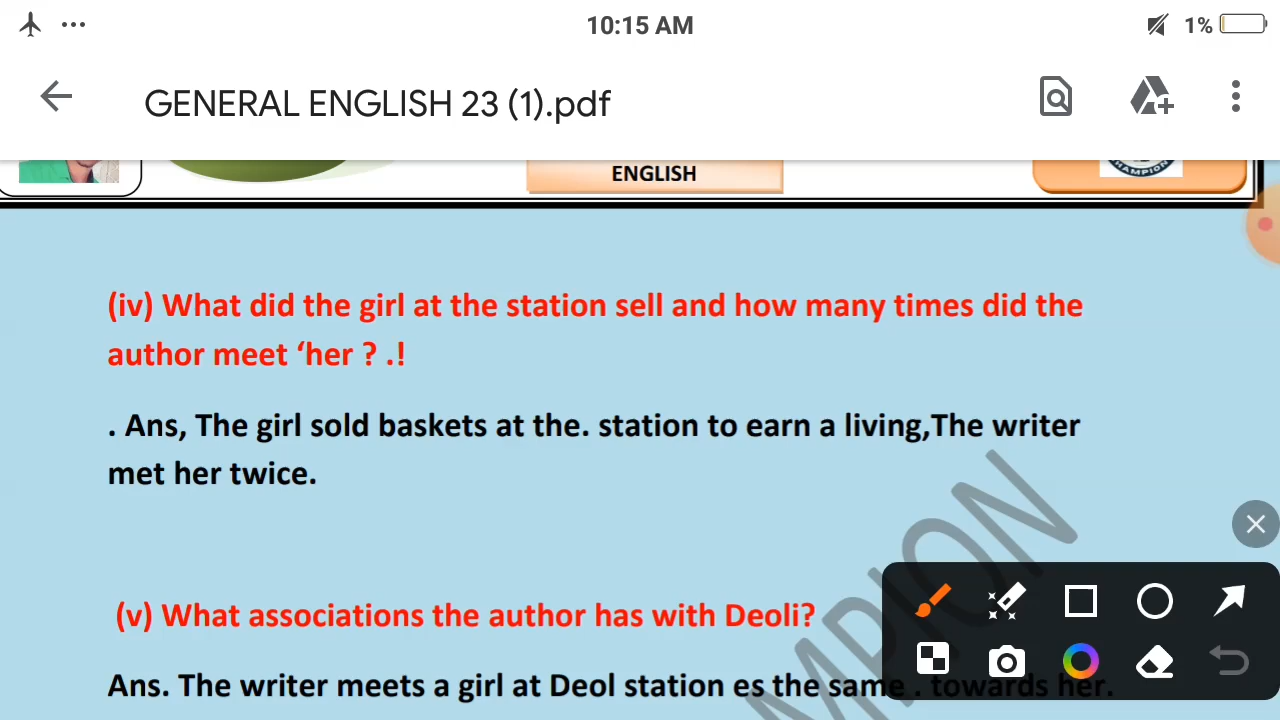 10:15 AM
1%
GENERAL ENGLISH 23 (1).pdf
ENGLISH
(iv) What did the girl at the station sell and how many times did the
author meet ‘her ? .!
. Ans, The girl sold baskets at the. station to earn a living,The writer
met her twice.
(v) What associations the author has with Deoli?
Ans. The writer meets a girl at Deol station es the same . towards her.